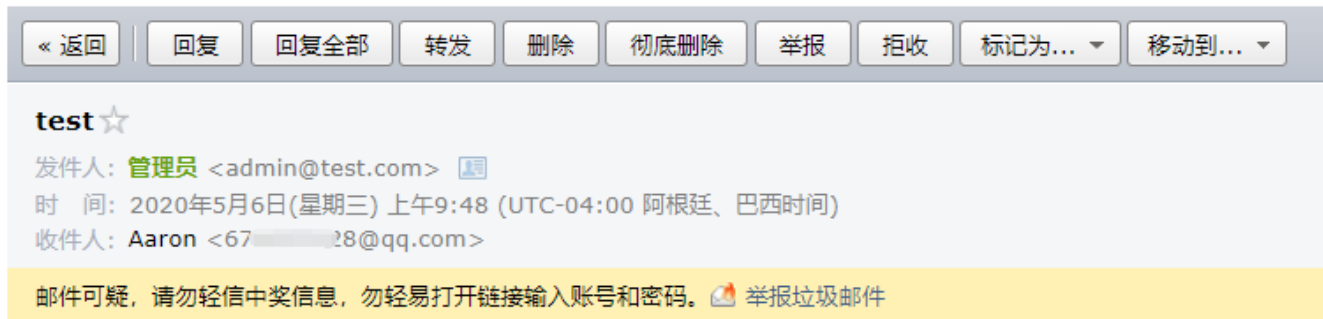 « 返回 回复 回复全部 转发 删除 彻底删除 举报 拒收 标记为... 移动到...
test
发件人: 管理员 <admin@test.com>
时 间: 2020年5月6日(星期三) 上午9:48 (UTC-04:00 阿根廷、巴西时间)
收件人: Aaron <67 28@qq.com>
邮件可疑，请勿轻信中奖信息，勿轻易打开链接输入账号和密码。 举报垃圾邮件